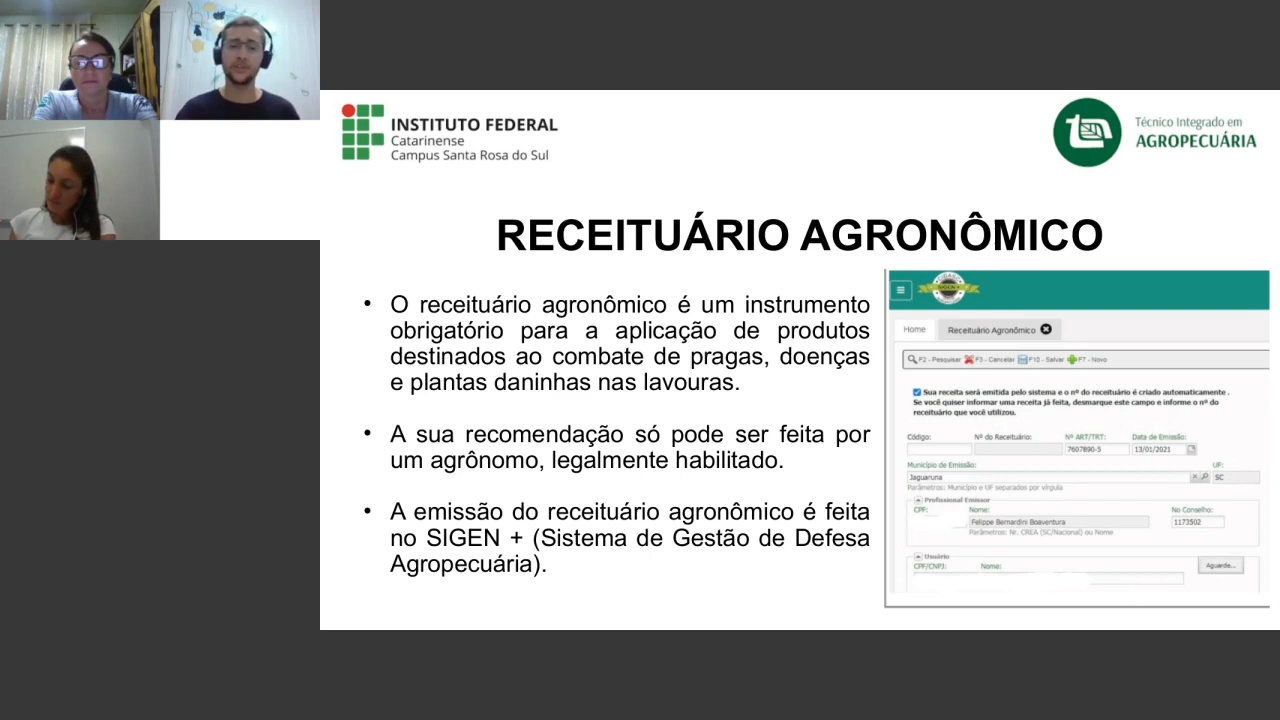 INSTITUTO FEDERAL
Catarinense
Campus Santa Rosa do Sul
Técnico Integrado em
AGROPECUÁRIA
RECEITUÁRIO AGRONÔMICO
• O receituário agronômico é um instrumento
obrigatório para a aplicação de produtos
destinados ao combate de pragas, doenças
e plantas daninhas nas lavouras.
• A sua recomendação só pode ser feita por
um agrônomo, legalmente habilitado.
• A emissão do receituário agronômico é feita
no SIGEN + (Sistema de Gestão de Defesa
Agropecuária).
CIDASC
SIGEN +
Home Receituário Agronômico
F2 - Pesquisar F3 - Cancelar F10 - Salvar F7 - Novo
Sua receita será emitida pelo sistema e o nº do receituário é criado automaticamente .
Se você quiser informar uma receita já feita, desmarque este campo e informe o nº do
receituário que você utilizou.
Código: Nº do Receituário: Nº ART/TRT: Data de Emissão:
7607890-5 13/01/2021
Município de Emissão: UF:
Jaguaruna SC
Parâmetros: Município e UF separados por vírgula
Profissional Emissor
CPF: Nome: No Conselho:
Felippe Bernardini Boaventura 1173502
Parâmetros: Nr. CREA (SC/Nacional) ou Nome
Usuário
CPF/CNPJ: Nome: Aguarde...